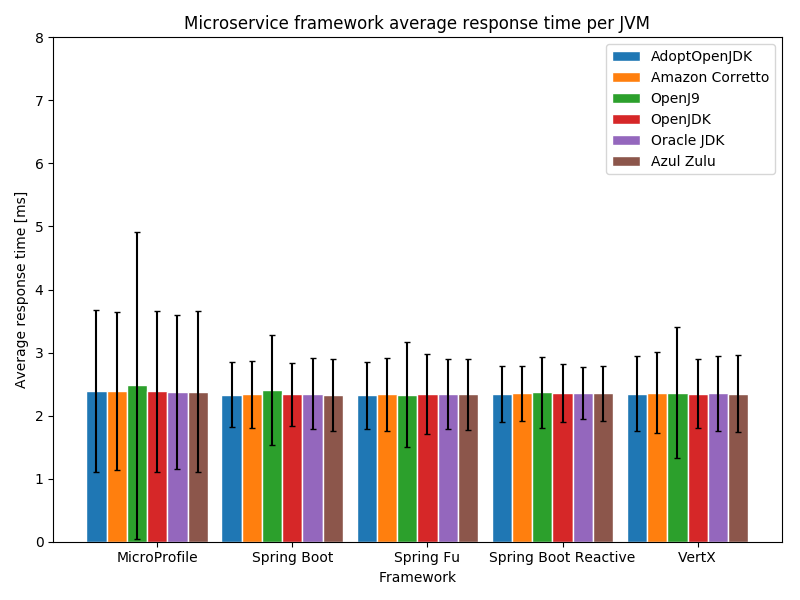 Microservice framework average response time per JVM
8
7
6
5
4
3
2
1
0
Average response time [ms]
AdoptOpenJDK
Amazon Corretto
OpenJ9
OpenJDK
Oracle JDK
Azul Zulu
MicroProfile
Spring Boot
Spring Fu
Spring Boot Reactive
VertX
Framework